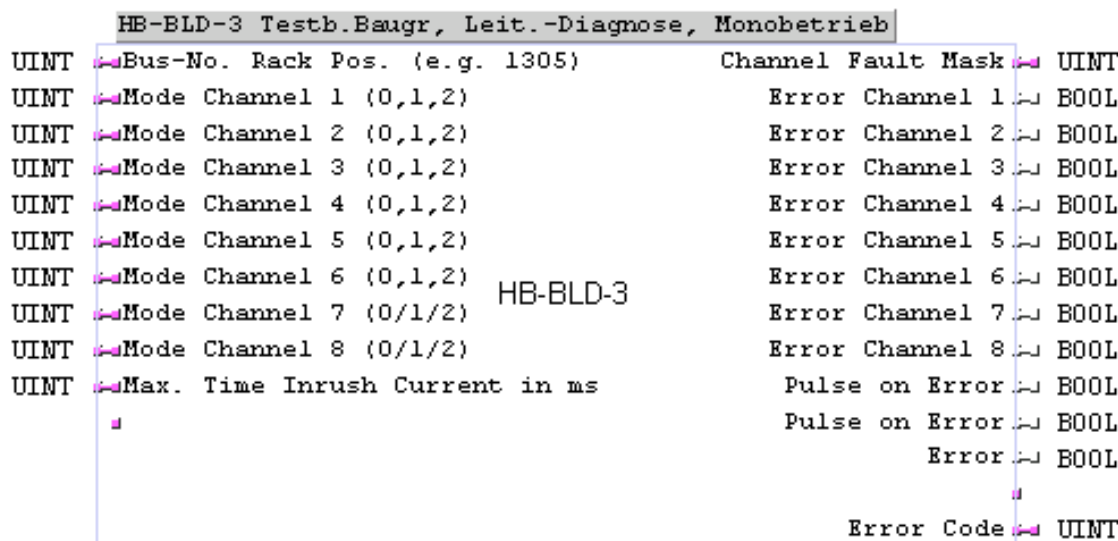 HB-BLD-3 Testb.Baugr, Leit.-Diagnose, Monobetrieb
UINT Bus-No. Rack Pos. (e.g. 1305) Channel Fault Mask UINT
UINT Mode Channel 1 (0,1,2) Error Channel 1 BOOL
UINT Mode Channel 2 (0,1,2) Error Channel 2 BOOL
UINT Mode Channel 3 (0,1,2) Error Channel 3 BOOL
UINT Mode Channel 4 (0,1,2) Error Channel 4 BOOL
UINT Mode Channel 5 (0,1,2) Error Channel 5 BOOL
UINT Mode Channel 6 (0,1,2) Error Channel 6 BOOL
HB-BLD-3
UINT Mode Channel 7 (0/1/2) Error Channel 7 BOOL
UINT Mode Channel 8 (0/1/2) Error Channel 8 BOOL
UINT Max. Time Inrush Current in ms Pulse on Error BOOL
Pulse on Error BOOL
Error BOOL
Error Code UINT